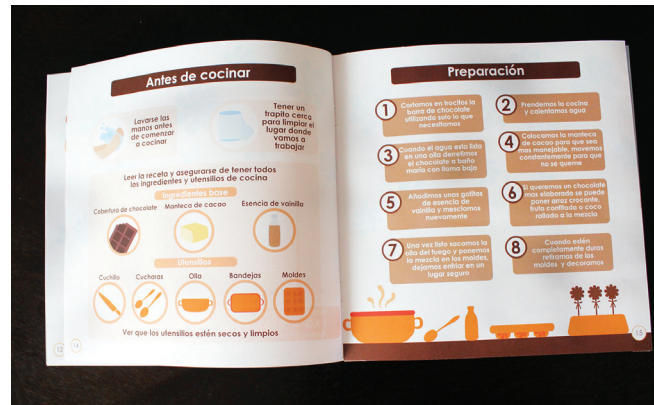 Antes de cocinar
Lavarse las
manos antes
de comenzar
a cocinar
Tener un
trapito cerca
para limpiar el
lugar donde
vamos a
trabajar
Leer la receta y asegurarse de tener todos
los ingredientes y utensilios de cocina
Ingredientes base
Cobertura de chocolate
Manteca de cacao
Esencia de vainilla
Utensilios
Cuchillo
Cucharas
Olla
Bandejas
Moldes
Ver que los utensilios estén secos y limpios
12
14
Preparación
1
Cortamos en trocitos la
barra de chocolate
utilizando solo lo que
necesitamos
2
Prendemos la cocina
y calentamos agua
3
Cuando el agua esta lista
en una olla derretimos
el chocolate a baño
maría con llama baja
4
Colocamos la manteca
de cacao para que sea
mas manejable, movemos
constantemente para que
no se queme
5
Añadimos unas gotitas
de esencia de
vainilla y mesclamos
nuevamente
6
Si queremos un chocolate
mas elaborado se puede
poner arroz crocante,
fruta confitada o coco
rallado a la mezcla
7
Una vez listo sacamos la
olla del fuego y ponemos
la mezcla en los moldes,
dejamos enfriar en un
lugar seguro
8
Cuando estén
completamente duros
retiramos de los
moldes y decoramos
15